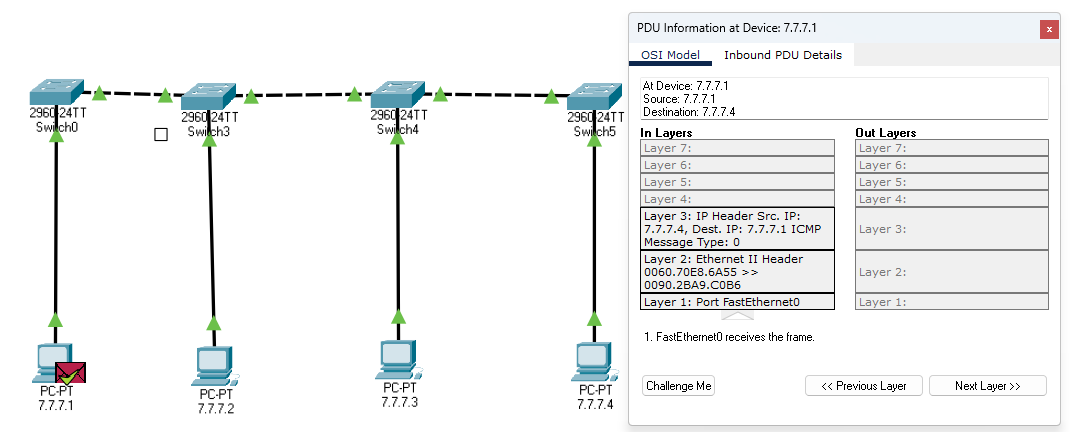 2960-24TT
Switch0
2960-24TT
Switch3
2960-24TT
Switch4
2960-24TT
Switch5
PC-PT
7.7.7.1
PC-PT
7.7.7.2
PC-PT
7.7.7.3
PC-PT
7.7.7.4
PDU Information at Device: 7.7.7.1
x
OSI Model
Inbound PDU Details
At Device: 7.7.7.1
Source: 7.7.7.1
Destination: 7.7.7.4
In Layers
Layer 7:
Layer 6:
Layer 5:
Layer 4:
Layer 3: IP Header Src. IP:
7.7.7.4, Dest. IP: 7.7.7.1 ICMP
Message Type: 0
Layer 2: Ethernet II Header
0060.70E8.6A55 >>
0090.2BA9.C0B6
Layer 1: Port FastEthernet0
Out Layers
Layer 7:
Layer 6:
Layer 5:
Layer 4:
Layer 3:
Layer 2:
Layer 1:
1. FastEthernet0 receives the frame.
Challenge Me
<< Previous Layer
Next Layer >>